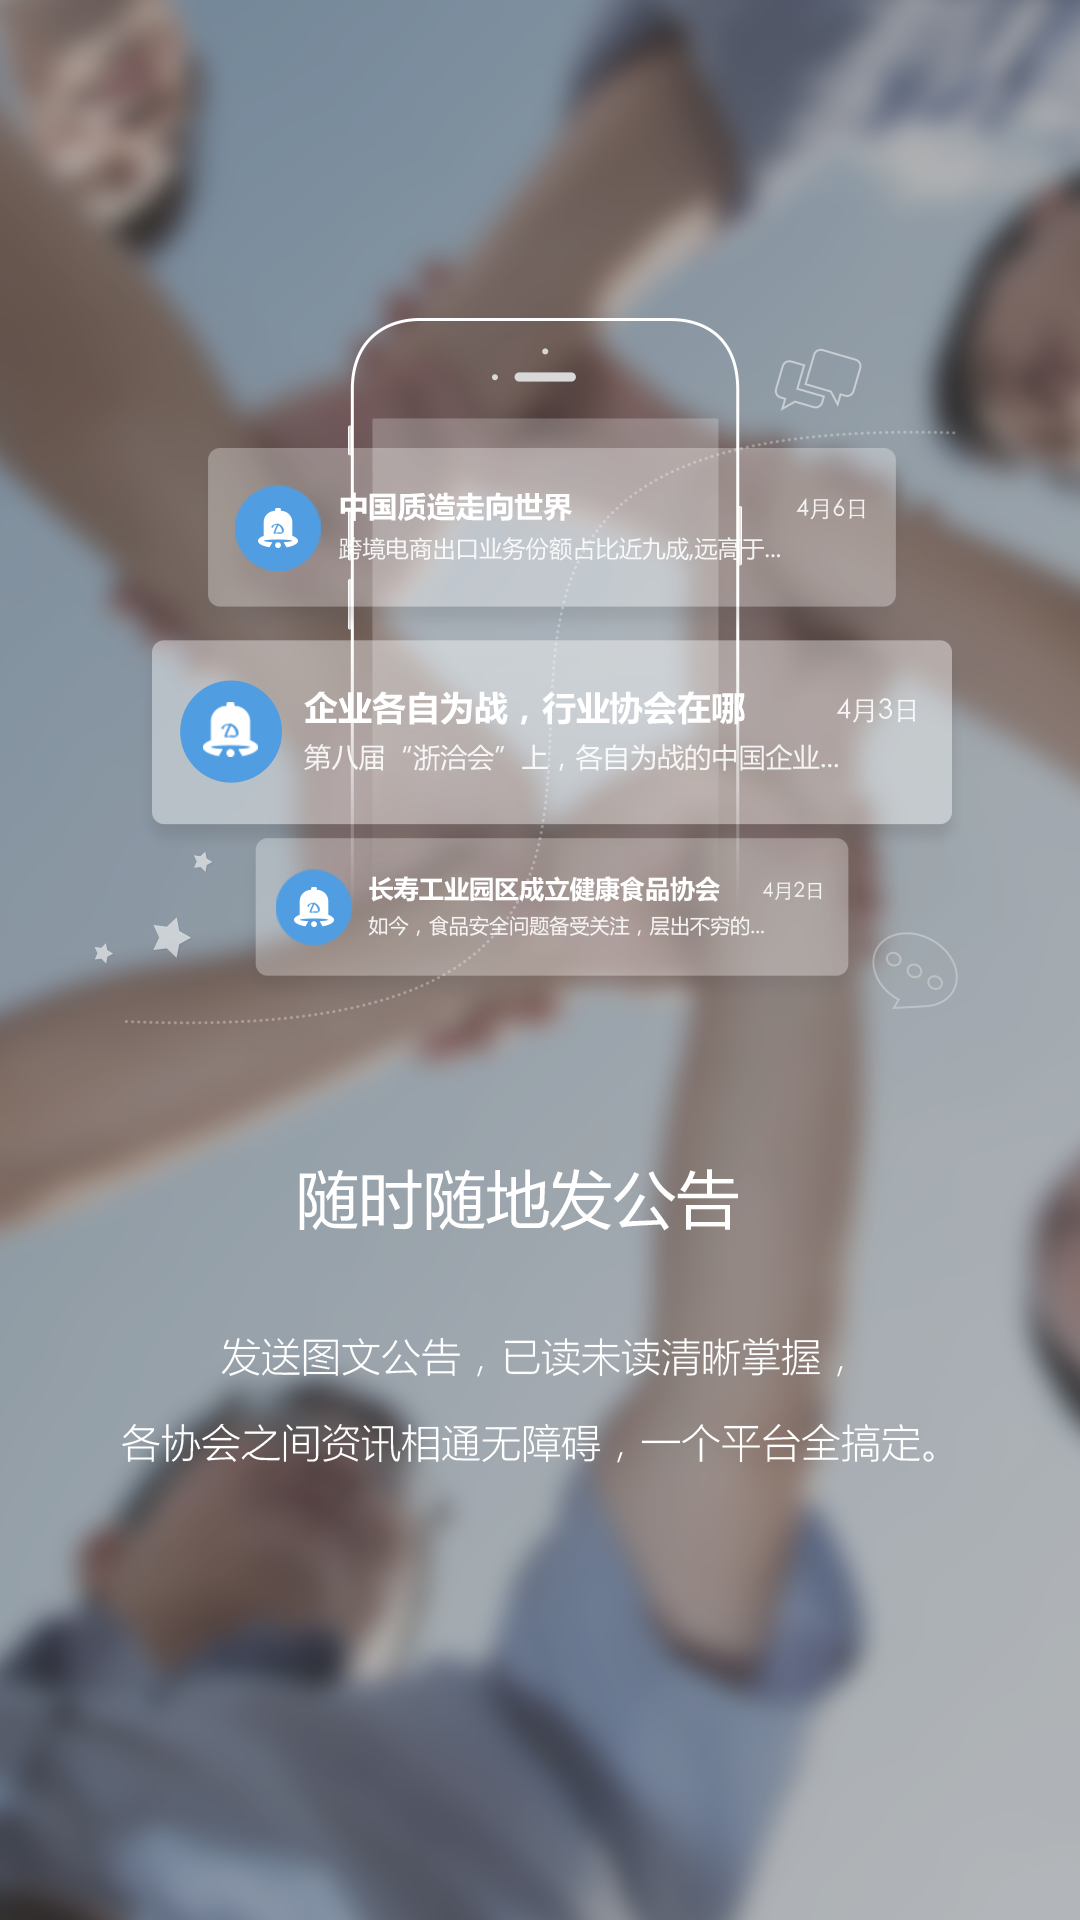 中国质造走向世界 4月6日
跨境电商出口业务份额占比近九成,远高于...
企业各自为战，行业协会在哪 4月3日
第八届“浙洽会”上，各自为战的中国企业...
长寿工业园区成立健康食品协会 4月2日
如今，食品安全问题备受关注，层出不穷的...
随时随地发公告
发送图文公告，已读未读清晰掌握，
各协会之间资讯相通无障碍，一个平台全搞定。